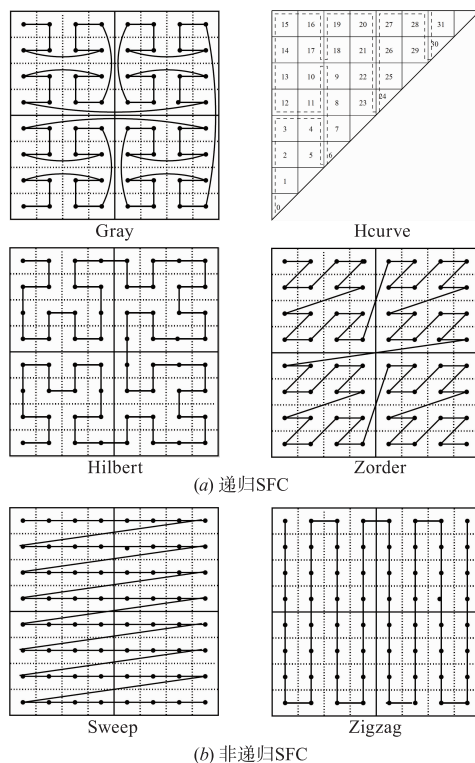 15 16 19 20 27 28 31
14 17 18 21 26 29 30
13 10 9 22 25
12 11 8 23 24
3 4 7
2 5 6
1
0
Gray Hcurve
Hilbert Zorder
(a) 递归SFC
Sweep Zigzag
(b) 非递归SFC